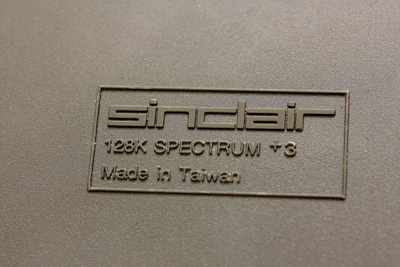 sinclair
128K SPECTRUM +3
Made in Taiwan